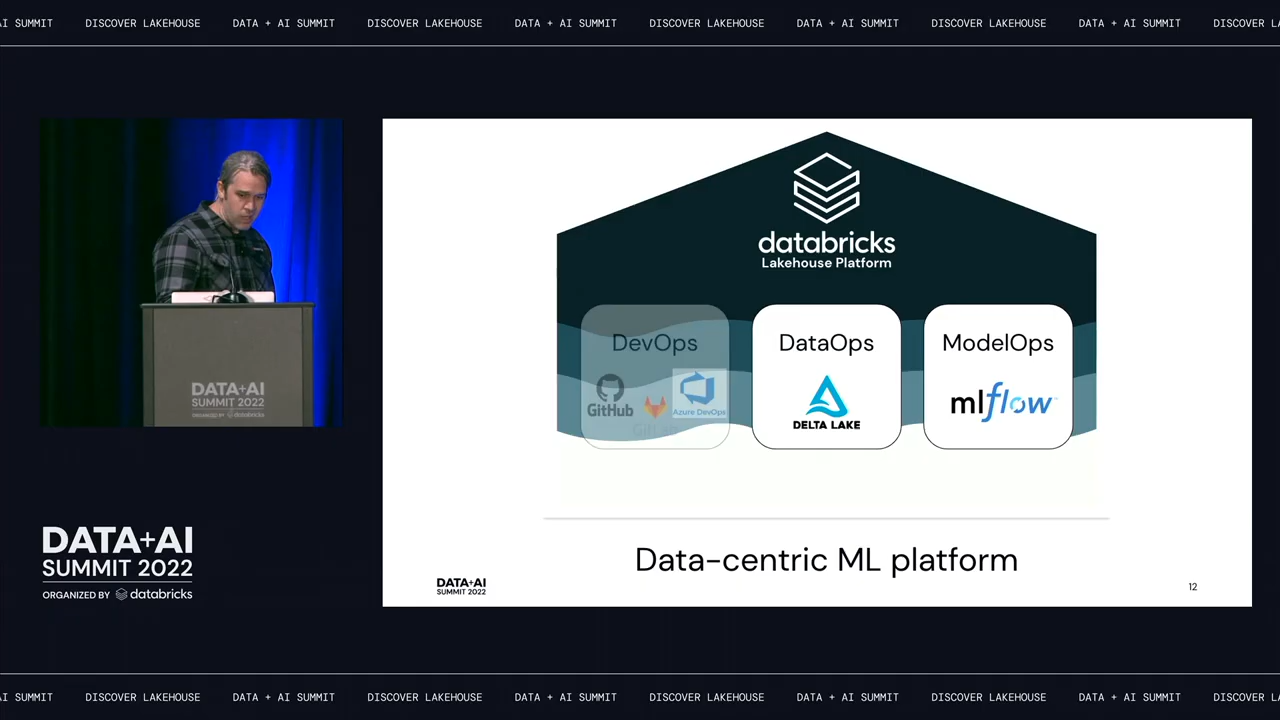 AI SUMMIT DISCOVER LAKEHOUSE DATA + AI SUMMIT DISCOVER LAKEHOUSE DATA + AI SUMMIT DISCOVER LAKEHOUSE DATA + AI SUMMIT DISCOVER LAKEHOUSE DATA + AI SUMMIT DISCOVER LA
databricks
Lakehouse Platform
DevOps
GitHub
Azure DevOps
GitLab
DataOps
DELTA LAKE
ModelOps
mlflow
Data-centric ML platform
DATA+AI
SUMMIT 2022
12
DATA+AI
SUMMIT 2022
ORGANIZED BY databricks
DATA+AI
SUMMIT 2022
ORGANIZED BY databricks
AI SUMMIT DISCOVER LAKEHOUSE DATA + AI SUMMIT DISCOVER LAKEHOUSE DATA + AI SUMMIT DISCOVER LAKEHOUSE DATA + AI SUMMIT DISCOVER LAKEHOUSE DATA + AI SUMMIT DISCOVER LA